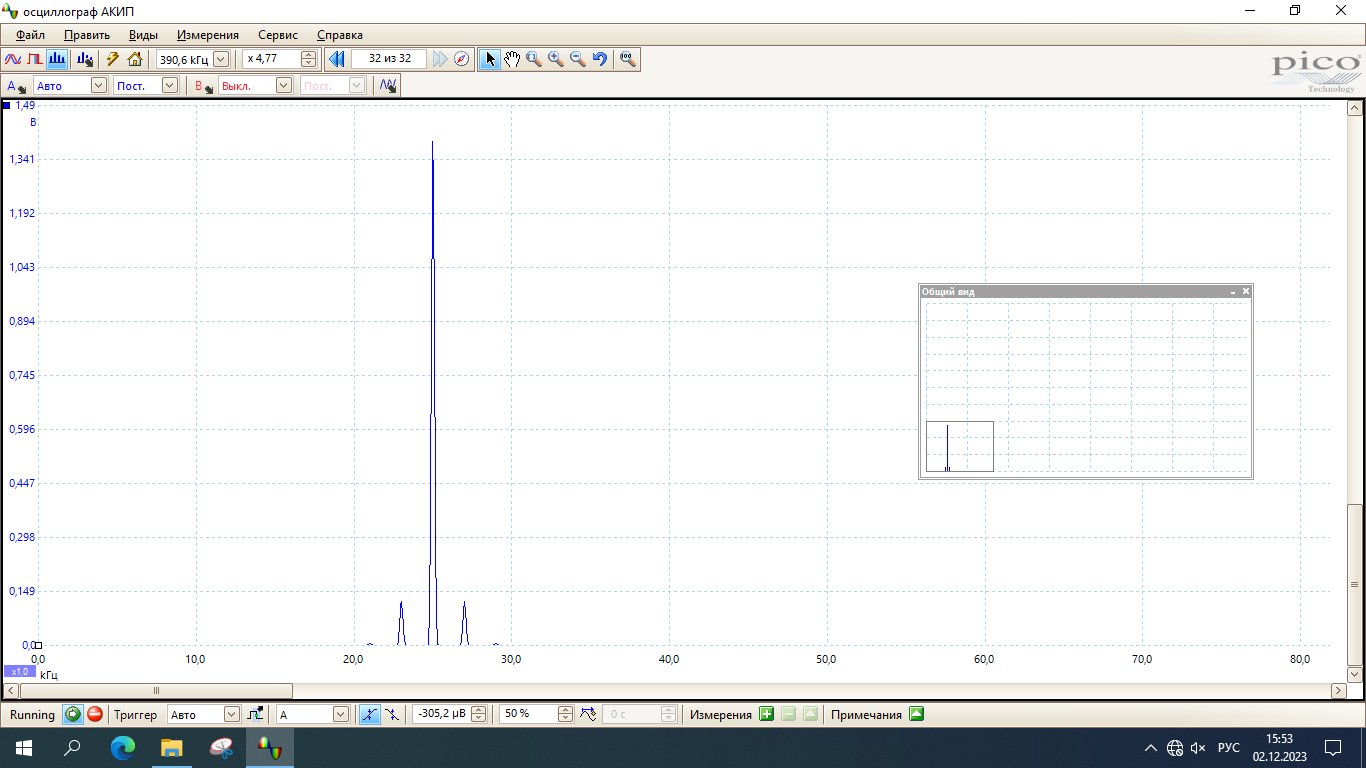 осциллограф АКИП
Файл Править Виды Измерения Сервис Справка
390,6 кГц x 4,77 32 из 32
pico
Technology
A Авто Пост. B Выкл. Пост.
1,49
В
1,341
1,192
1,043
0,894
0,745
0,596
0,447
0,298
0,149
0,0
Общий вид
0,0 10,0 20,0 30,0 40,0 50,0 60,0 70,0 80,0
x1,0 кГц
Running Триггер Авто A -305,2 µВ 50 % 0 с Измерения Примечания
РУС 15:53
02.12.2023